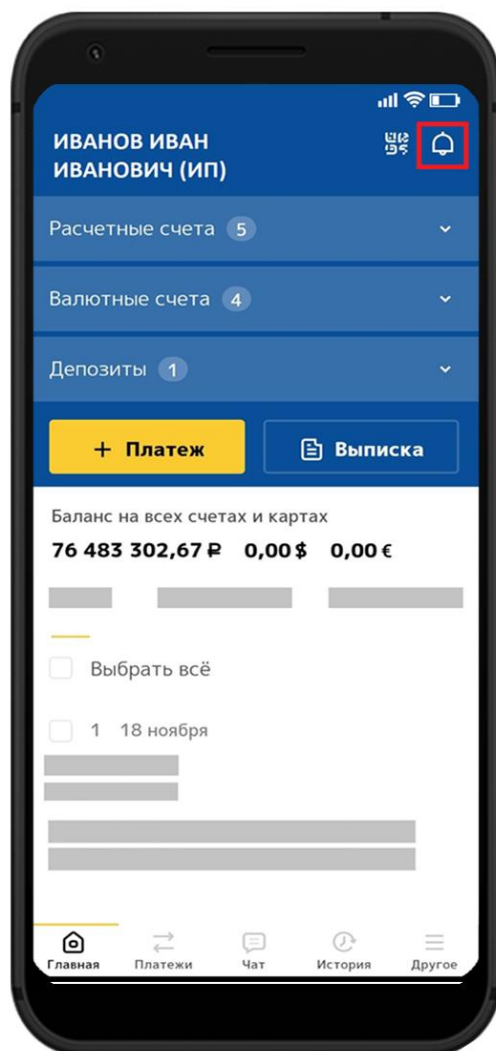 ИВАНОВ ИВАН
ИВАНОВИЧ (ИП)
Расчетные счета 5
Валютные счета 4
Депозиты 1
+ Платеж
Выписка
Баланс на всех счетах и картах
76 483 302,67 ₽ 0,00 $ 0,00 €
Выбрать всё
1 18 ноября
Главная Платежи Чат История Другое